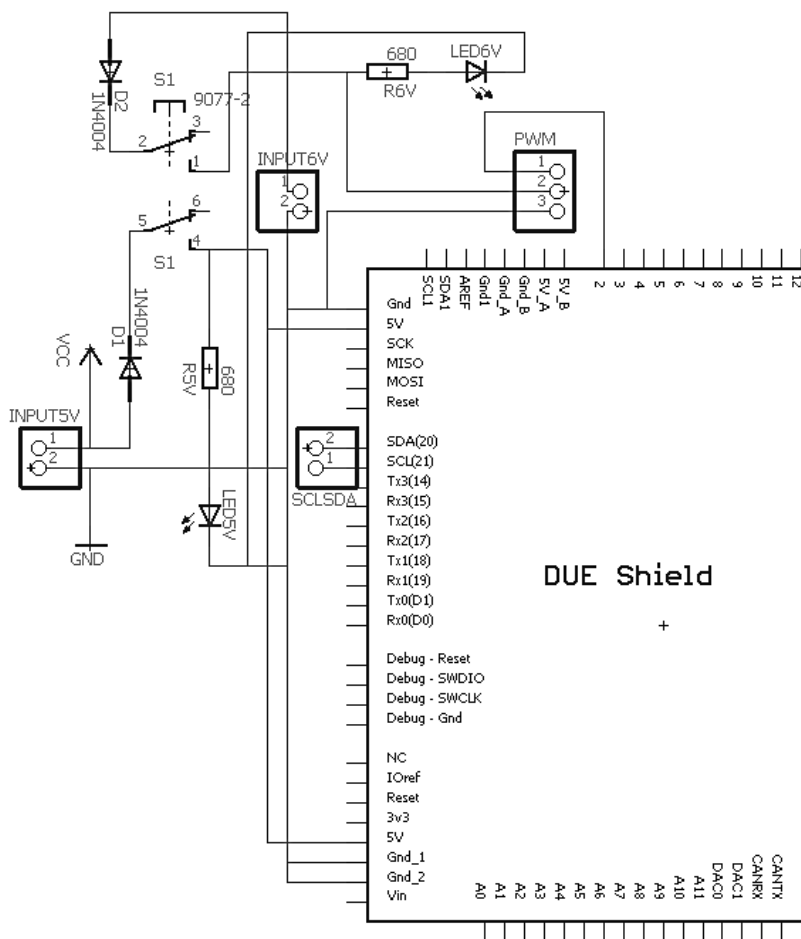 680
LED6V
R6V
D2
1N4004
S1
9077-2
3
2
1
INPUT6V
1
2
PWM
1
2
3
6
5
4
S1
1N4004
D1
VCC
R5V
680
INPUT5V
1
2
GND
LED5V
2
1
SCLSDA
SCL1
SDA1
AREF
Gnd1
Gnd_A
Gnd_B
5V_A
5V_B
2
3
4
5
6
7
8
9
10
11
12
Gnd
5V
SCK
MISO
MOSI
Reset
SDA(20)
SCL(21)
Tx3(14)
Rx3(15)
Tx2(16)
Rx2(17)
Tx1(18)
Rx1(19)
Tx0(D1)
Rx0(D0)
DUE Shield
Debug - Reset
Debug - SWDIO
Debug - SWCLK
Debug - Gnd
NC
IOref
Reset
3v3
5V
Gnd_1
Gnd_2
Vin
A0
A1
A2
A3
A4
A5
A6
A7
A8
A9
A10
A11
DAC0
DAC1
CANRX
CANTX